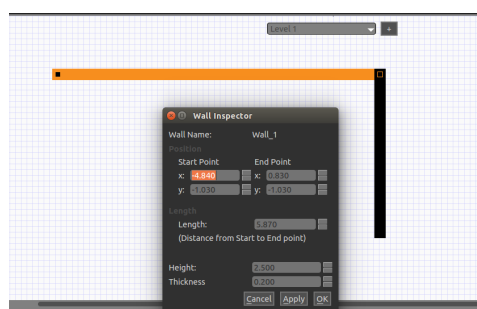 Level 1 +
Wall Inspector
Wall Name: Wall_1
Position
Start Point End Point
x: -4.840 x: 0.830
y: -1.030 y: -1.030
Length
Length: 5.870
(Distance from Start to End point)
Height: 2.500
Thickness 0.200
Cancel Apply OK